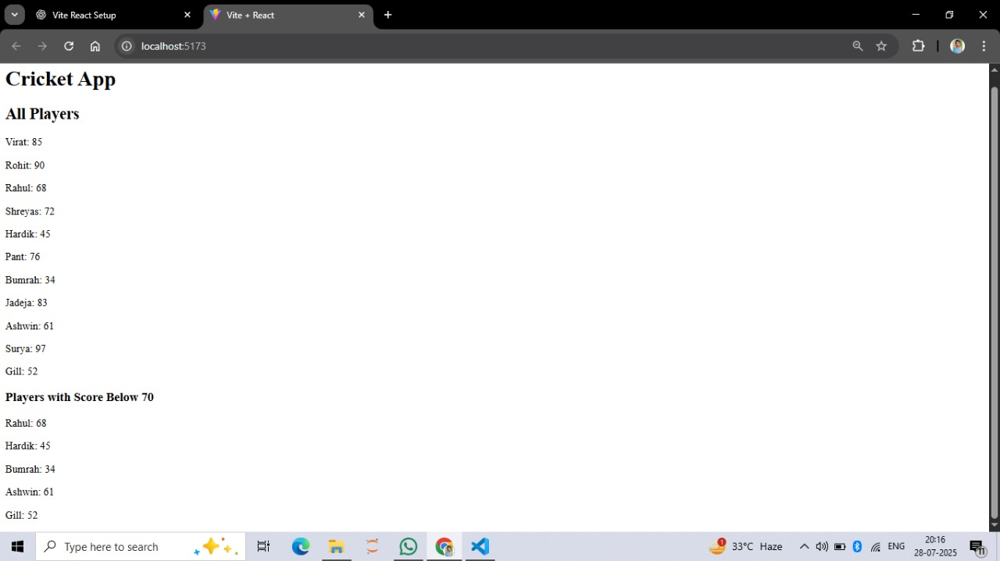 Vite React Setup
Vite + React
localhost:5173
Cricket App
All Players
Virat: 85
Rohit: 90
Rahul: 68
Shreyas: 72
Hardik: 45
Pant: 76
Bumrah: 34
Jadeja: 83
Ashwin: 61
Surya: 97
Gill: 52
Players with Score Below 70
Rahul: 68
Hardik: 45
Bumrah: 34
Ashwin: 61
Gill: 52
Type here to search
1
33°C Haze
ENG
20:16
28-07-2025
11